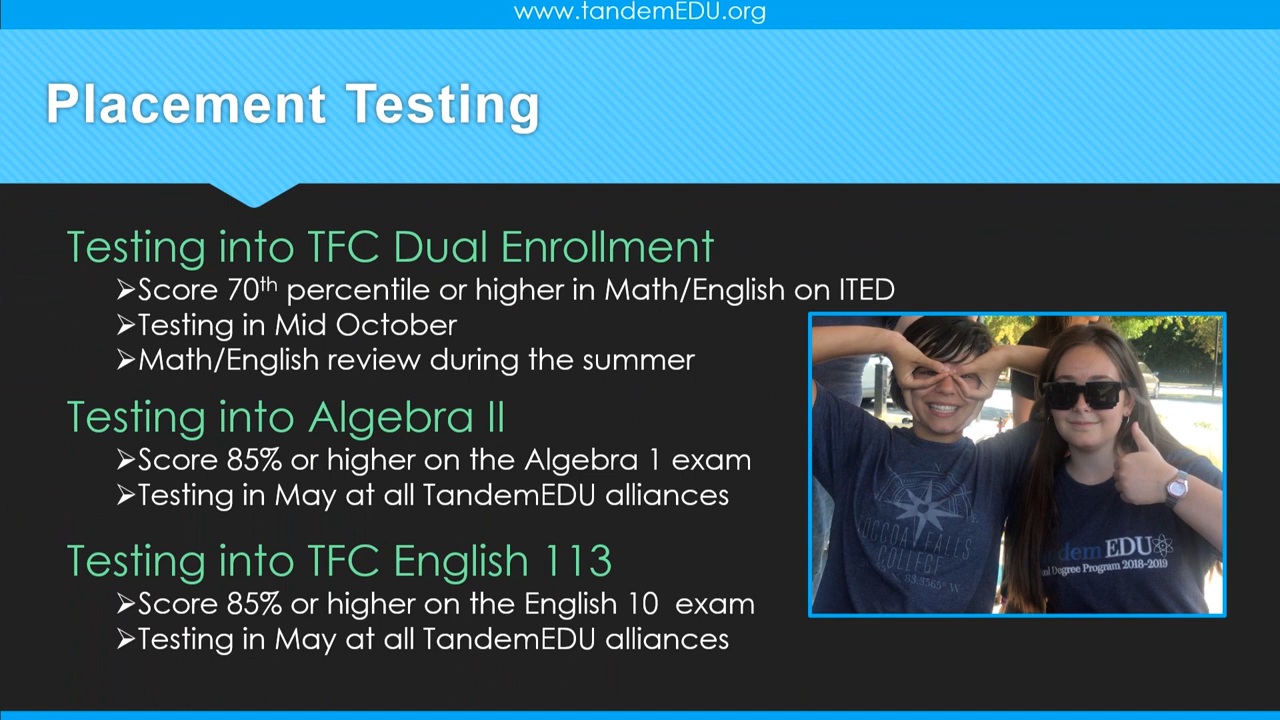 www.tandemEDU.org
Placement Testing
Testing into TFC Dual Enrollment
➢Score 70th percentile or higher in Math/English on ITED
➢Testing in Mid October
➢Math/English review during the summer
Testing into Algebra II
➢Score 85% or higher on the Algebra 1 exam
➢Testing in May at all TandemEDU alliances
Testing into TFC English 113
➢Score 85% or higher on the English 10 exam
➢Testing in May at all TandemEDU alliances
FALLS
COLLEGE
EDU
Degree Program 2018-2019